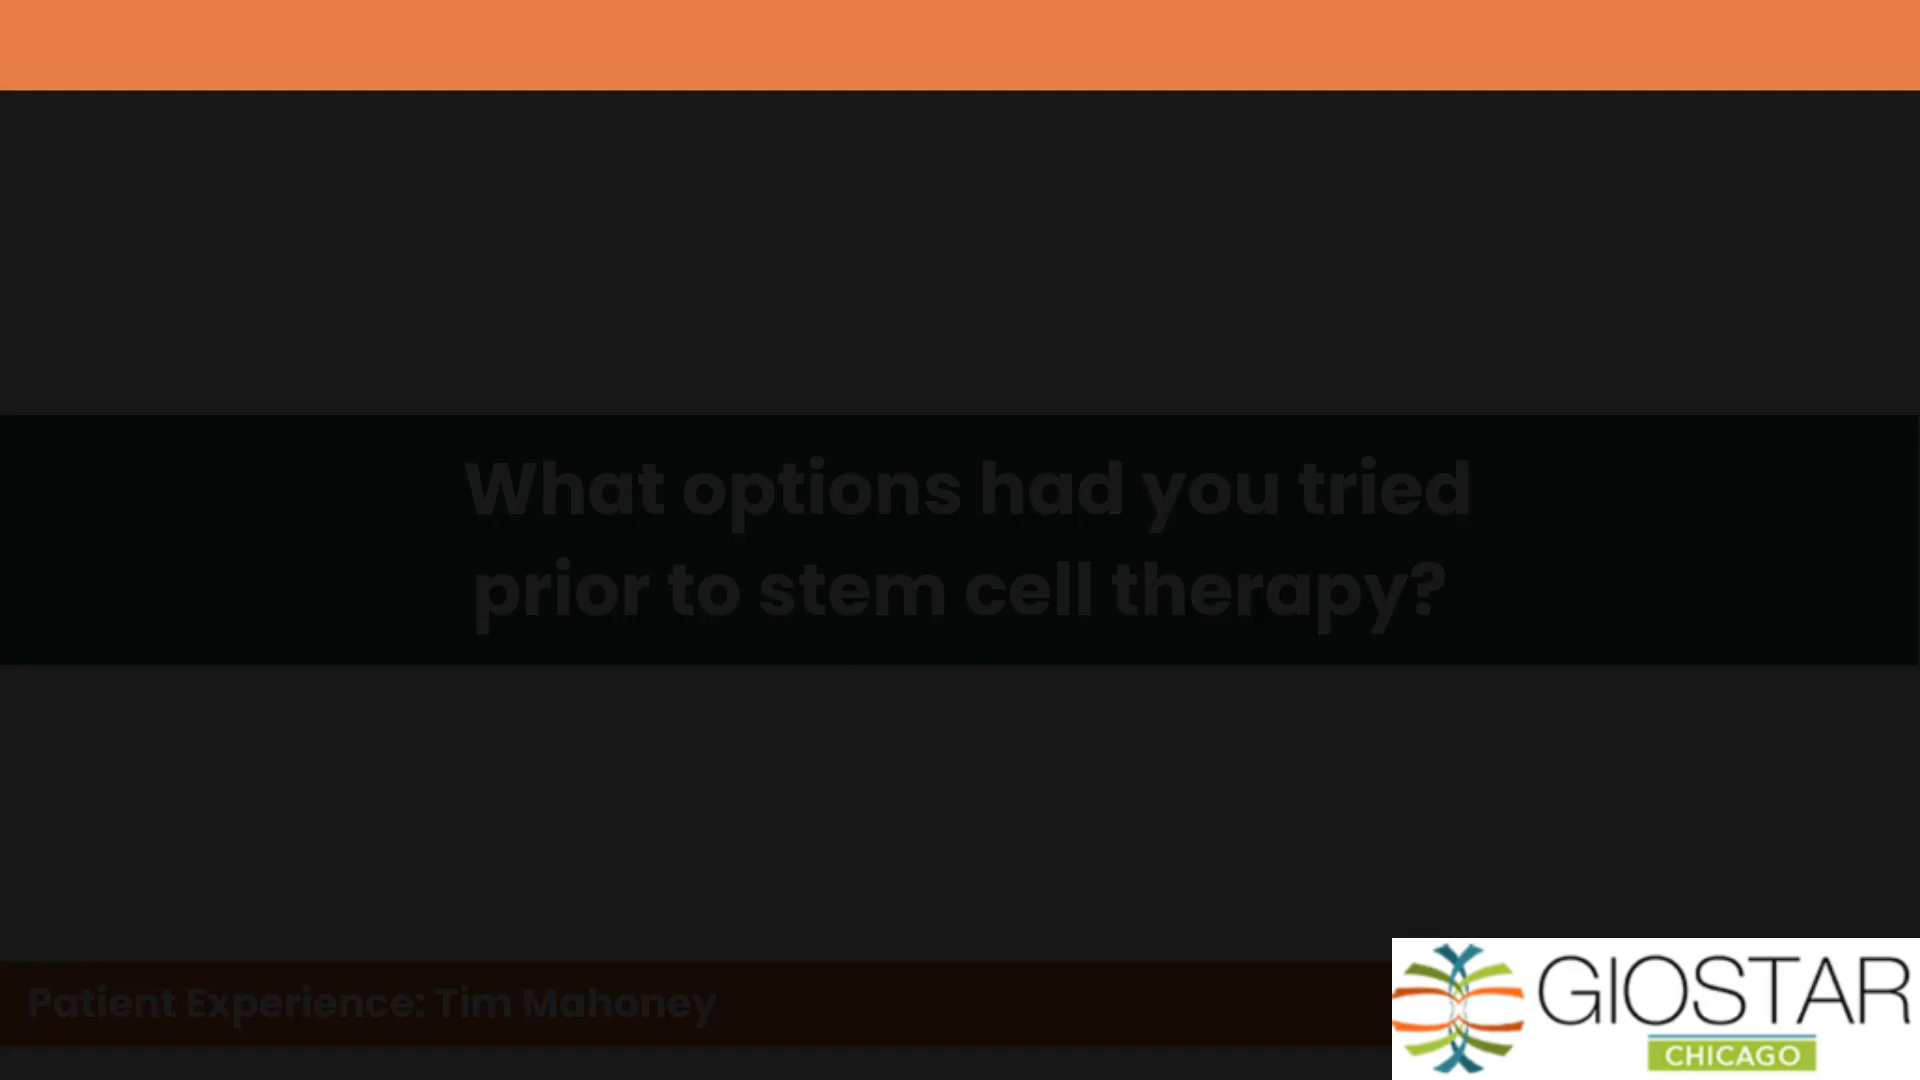 What options had you tried
prior to stem cell therapy?
Patient Experience: Tim Mahoney
GIOSTAR
CHICAGO